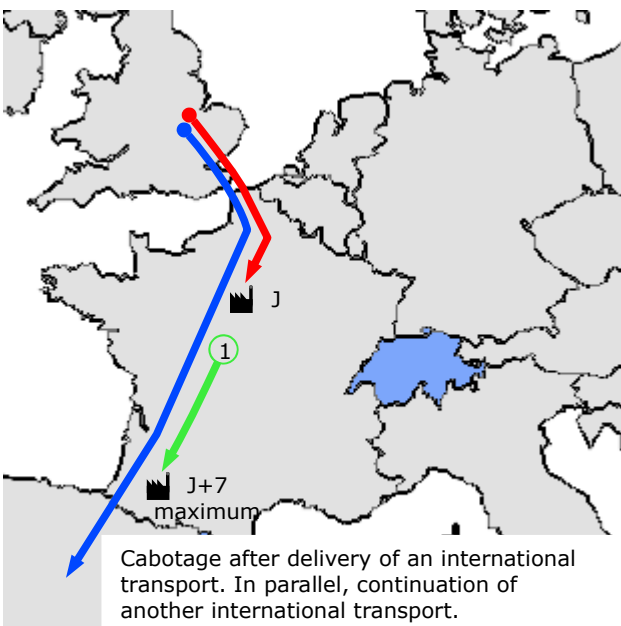 J
1
J+7
maximum
Cabotage after delivery of an international
transport. In parallel, continuation of
another international transport.